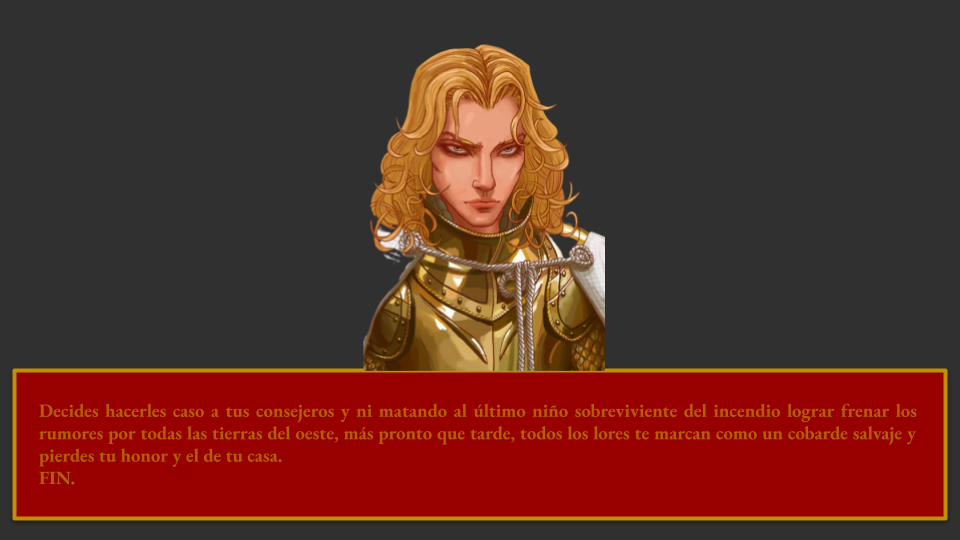 Decides hacerles caso a tus consejeros y ni matando al último niño sobreviviente del incendio lograr frenar los
rumores por todas las tierras del oeste, más pronto que tarde, todos los lores te marcan como un cobarde salvaje y
pierdes tu honor y el de tu casa.
FIN.